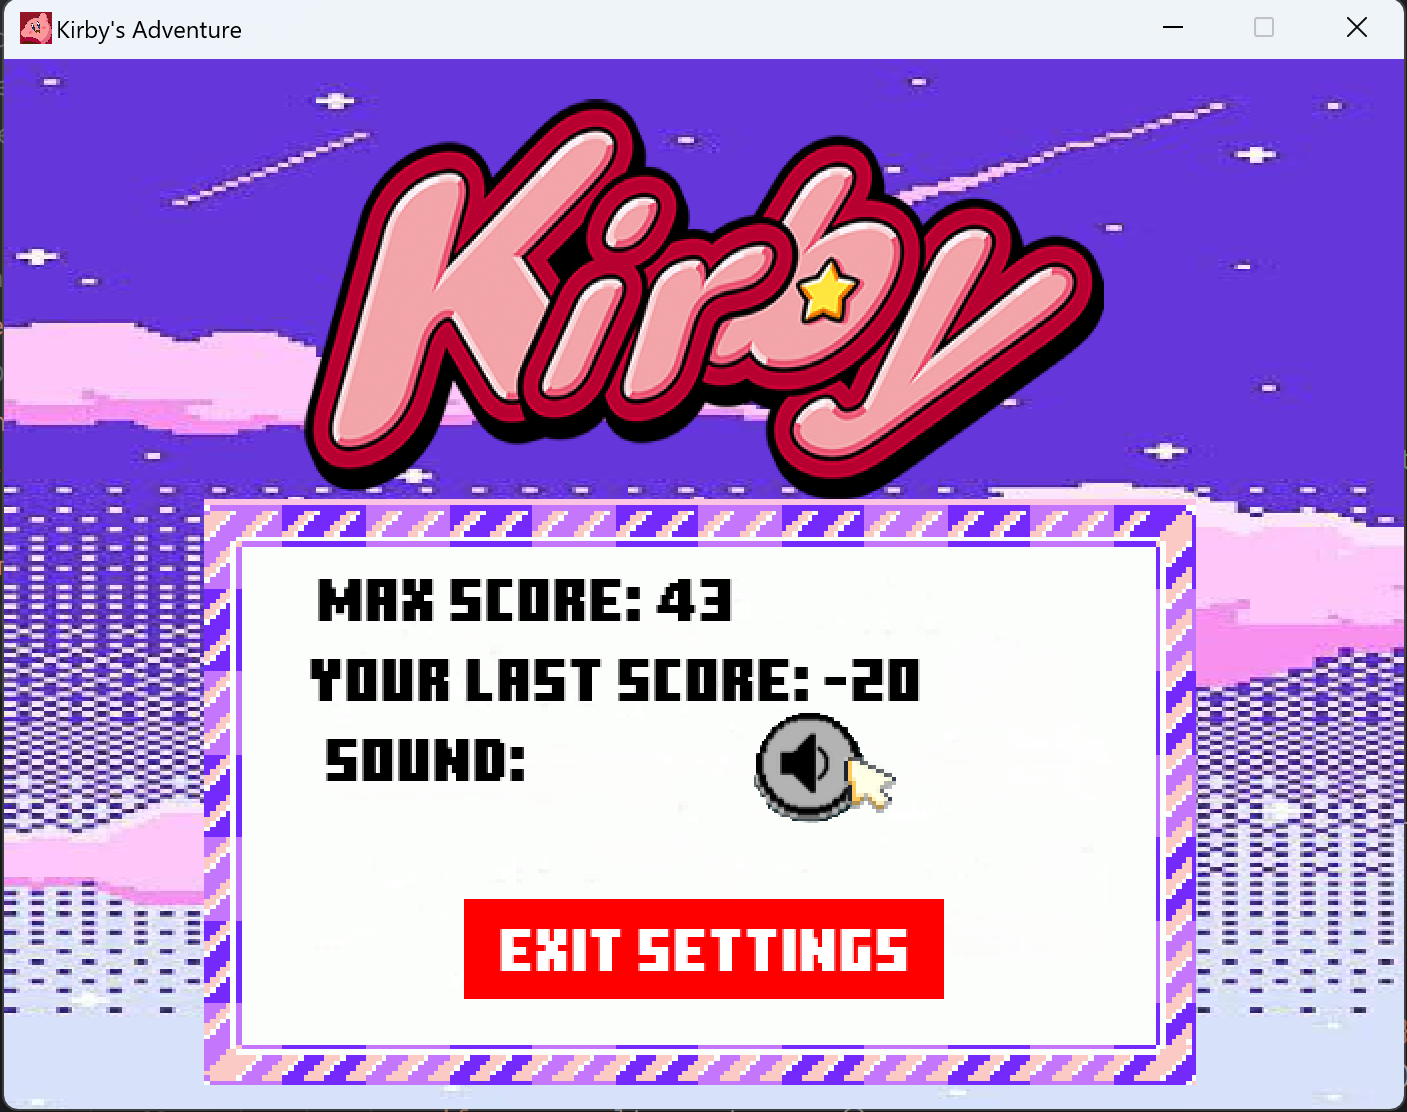 Kirby's Adventure
Kirby
MAX SCORE: 43
YOUR LAST SCORE: -20
SOUND:
EXIT SETTINGS